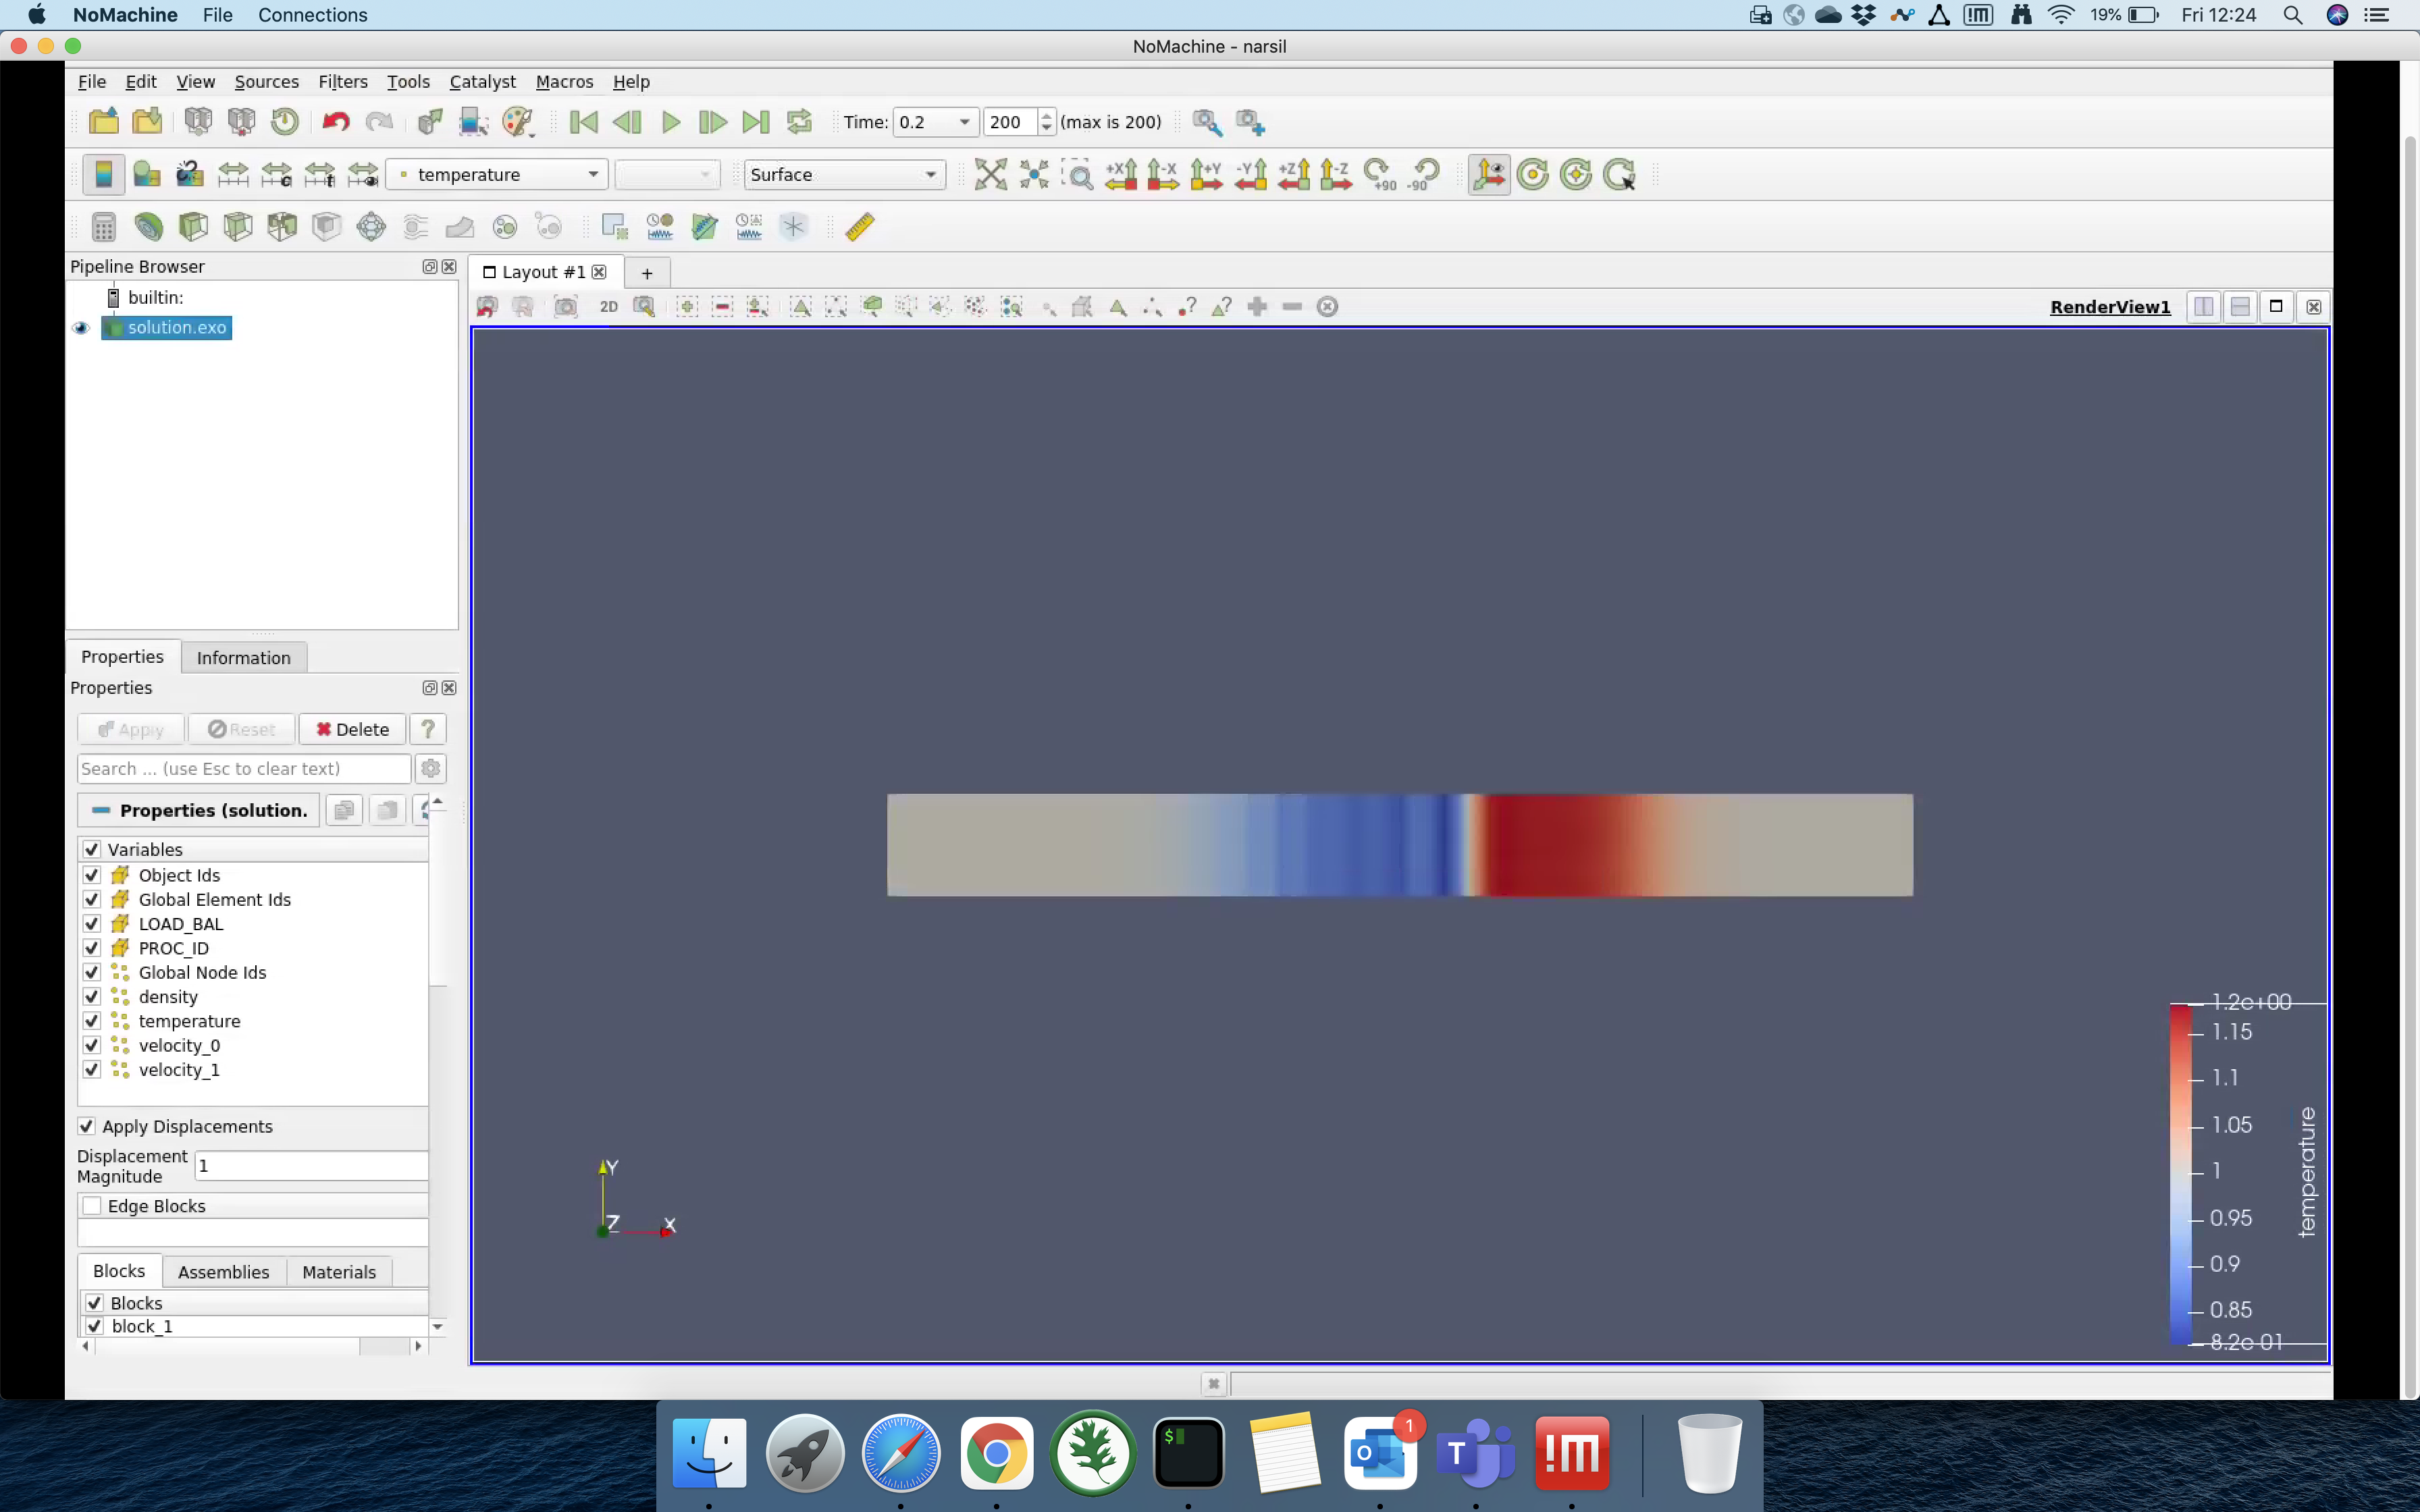 NoMachine File Connections 19% Fri 12:24
NoMachine - narsil
File Edit View Sources Filters Tools Catalyst Macros Help
Time: 0.2 200 (max is 200)
temperature Surface +X -X +Y -Y +Z -Z +90 -90
Pipeline Browser
Layout #1 +
builtin:
2D RenderView1
solution.exo
Properties Information
Properties
Apply Reset Delete ?
Search ... (use Esc to clear text)
Properties (solution.
Variables
Object Ids
Global Element Ids
LOAD_BAL
PROC_ID
Global Node Ids
density
temperature
velocity_0
velocity_1
Apply Displacements
Displacement
Magnitude
1
Edge Blocks
Blocks Assemblies Materials
Blocks
block_1
Y
Z X
1.2e+00
1.15
1.1
1.05
1
0.95
0.9
0.85
8.2e-01
temperature
$ O 1 T !m